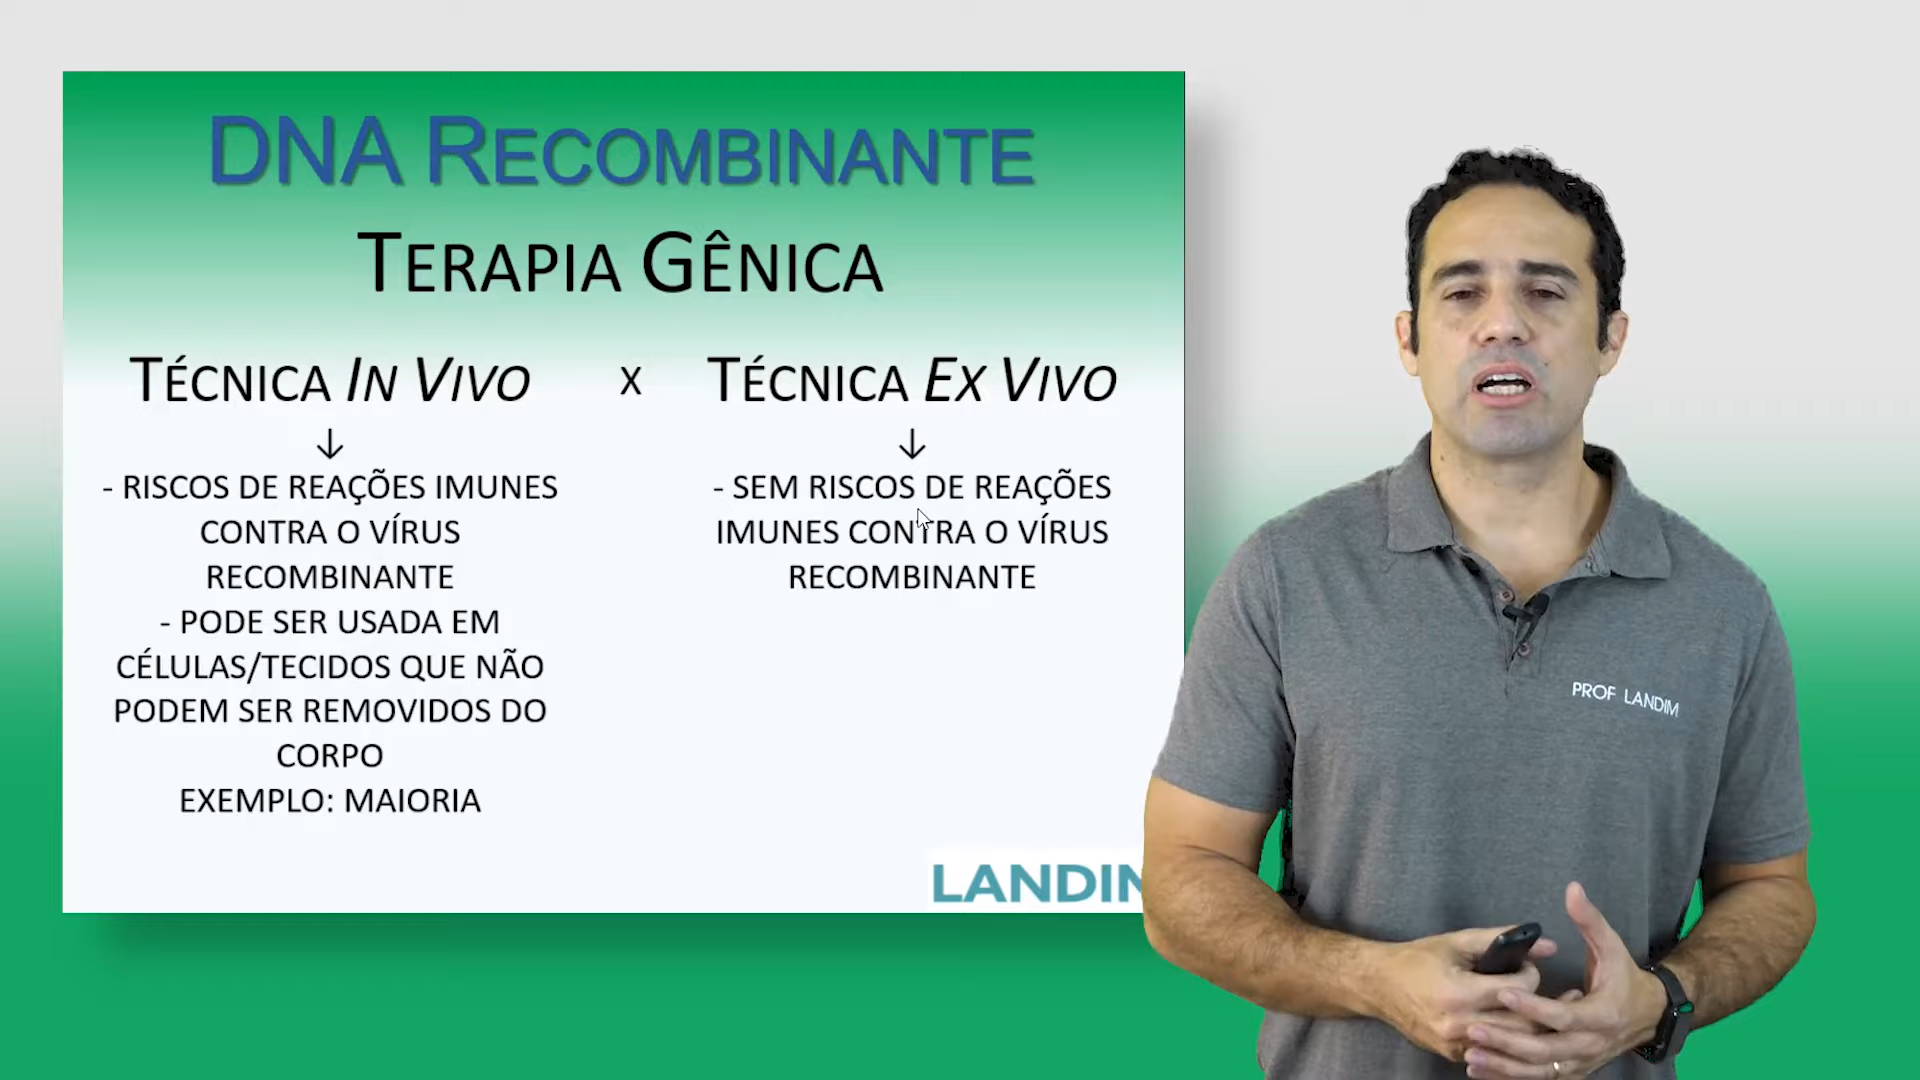 DNA RECOMBINANTE
TERAPIA GÊNICA
TÉCNICA IN VIVO x TÉCNICA EX VIVO
↓ ↓
- RISCOS DE REAÇÕES IMUNES
CONTRA O VÍRUS
RECOMBINANTE
- PODE SER USADA EM
CÉLULAS/TECIDOS QUE NÃO
PODEM SER REMOVIDOS DO
CORPO
EXEMPLO: MAIORIA
- SEM RISCOS DE REAÇÕES
IMUNES CONTRA O VÍRUS
RECOMBINANTE
LANDIM
PROF LANDIM